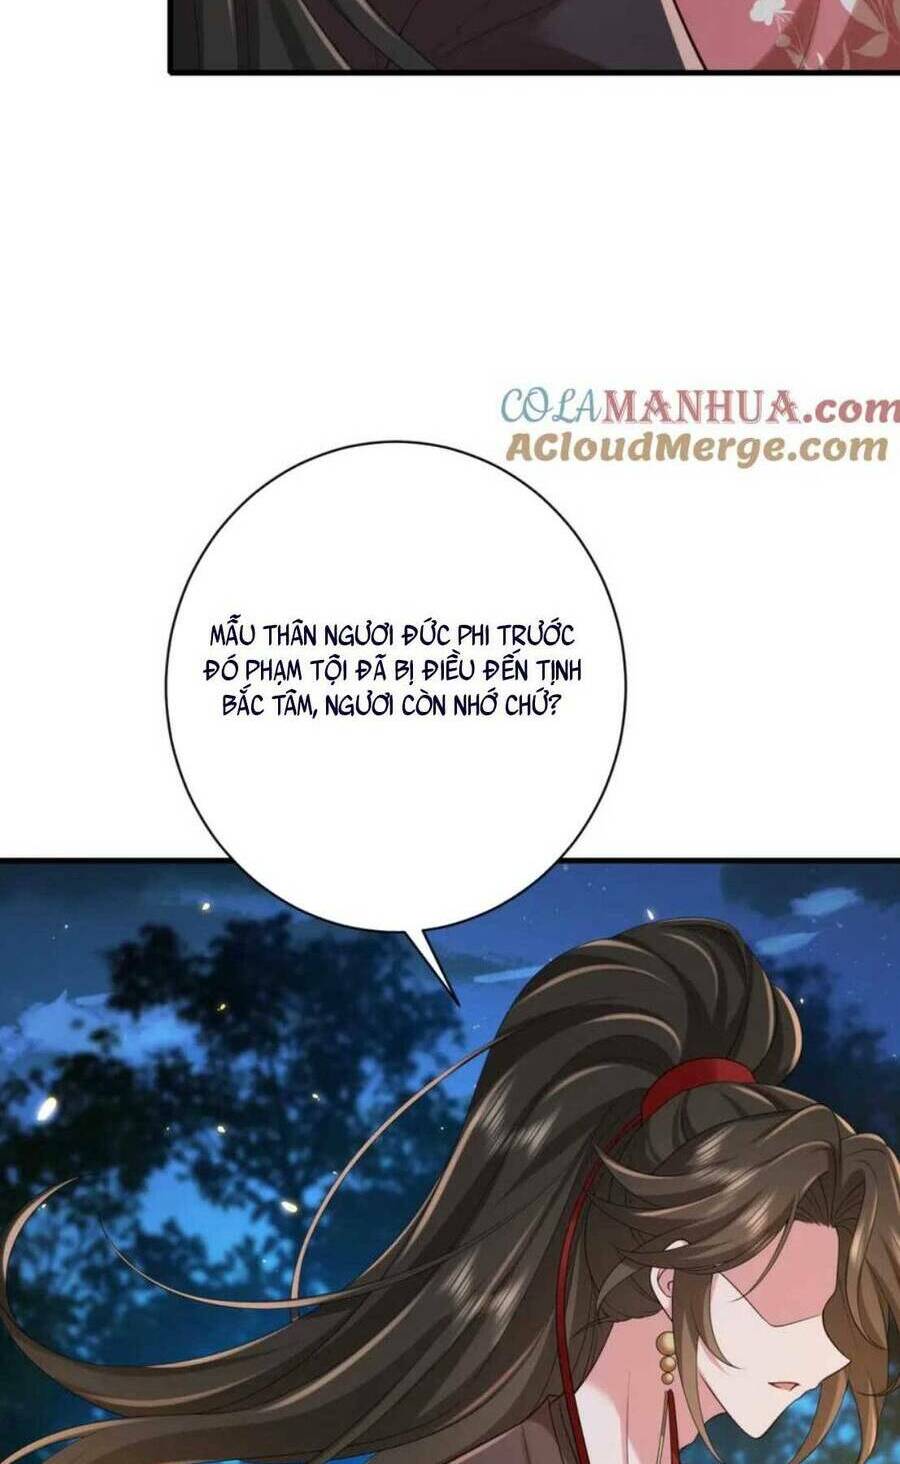 COLAMANHUA.com
ACloudMerge.com
MẪU THÂN NGƯƠI ĐỨC PHI TRƯỚC
ĐÓ PHẠM TỘI ĐÃ BỊ ĐIỀU ĐẾN TỊNH
BẮC TÂM, NGƯƠI CÒN NHỚ CHỨ?